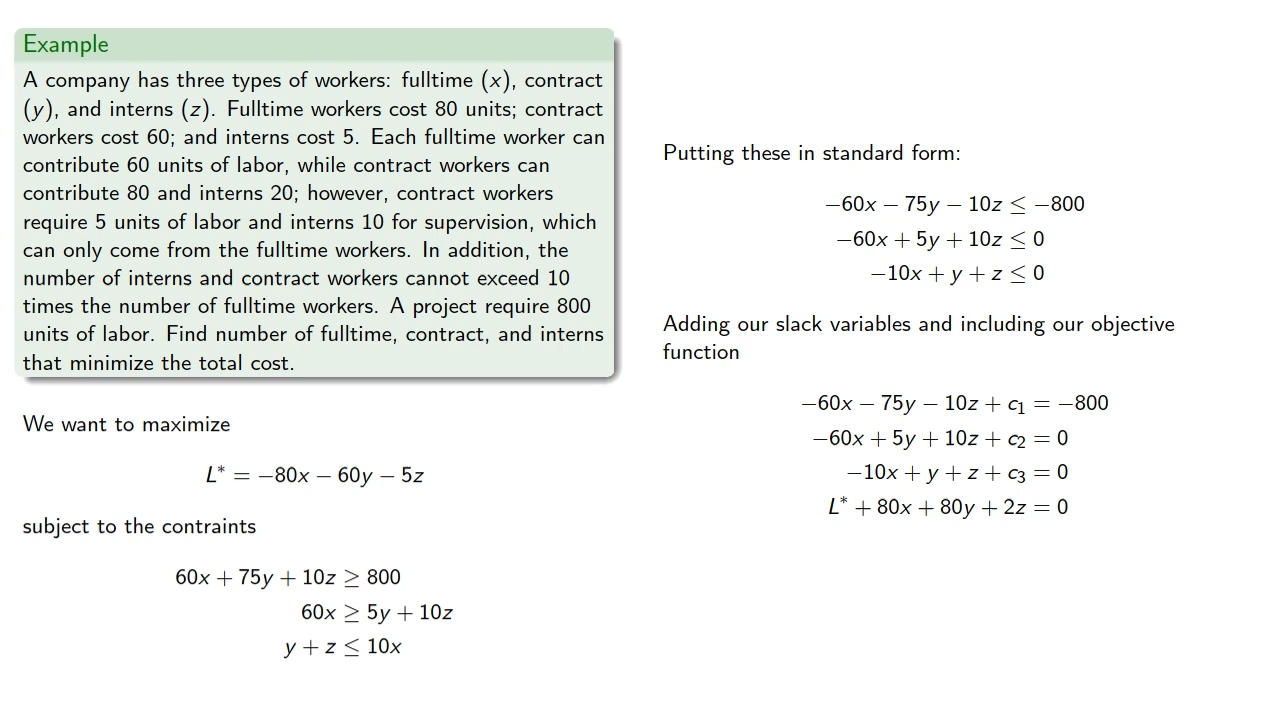 Example
A company has three types of workers: fulltime (x), contract
(y), and interns (z). Fulltime workers cost 80 units; contract
workers cost 60; and interns cost 5. Each fulltime worker can
contribute 60 units of labor, while contract workers can
contribute 80 and interns 20; however, contract workers
require 5 units of labor and interns 10 for supervision, which
can only come from the fulltime workers. In addition, the
number of interns and contract workers cannot exceed 10
times the number of fulltime workers. A project require 800
units of labor. Find number of fulltime, contract, and interns
that minimize the total cost.
We want to maximize
L* = −80x − 60y − 5z
subject to the contraints
60x + 75y + 10z ≥ 800
60x ≥ 5y + 10z
y + z ≤ 10x
Putting these in standard form:
−60x − 75y − 10z ≤ −800
−60x + 5y + 10z ≤ 0
−10x + y + z ≤ 0
Adding our slack variables and including our objective
function
−60x − 75y − 10z + c₁ = −800
−60x + 5y + 10z + c₂ = 0
−10x + y + z + c₃ = 0
L* + 80x + 80y + 2z = 0